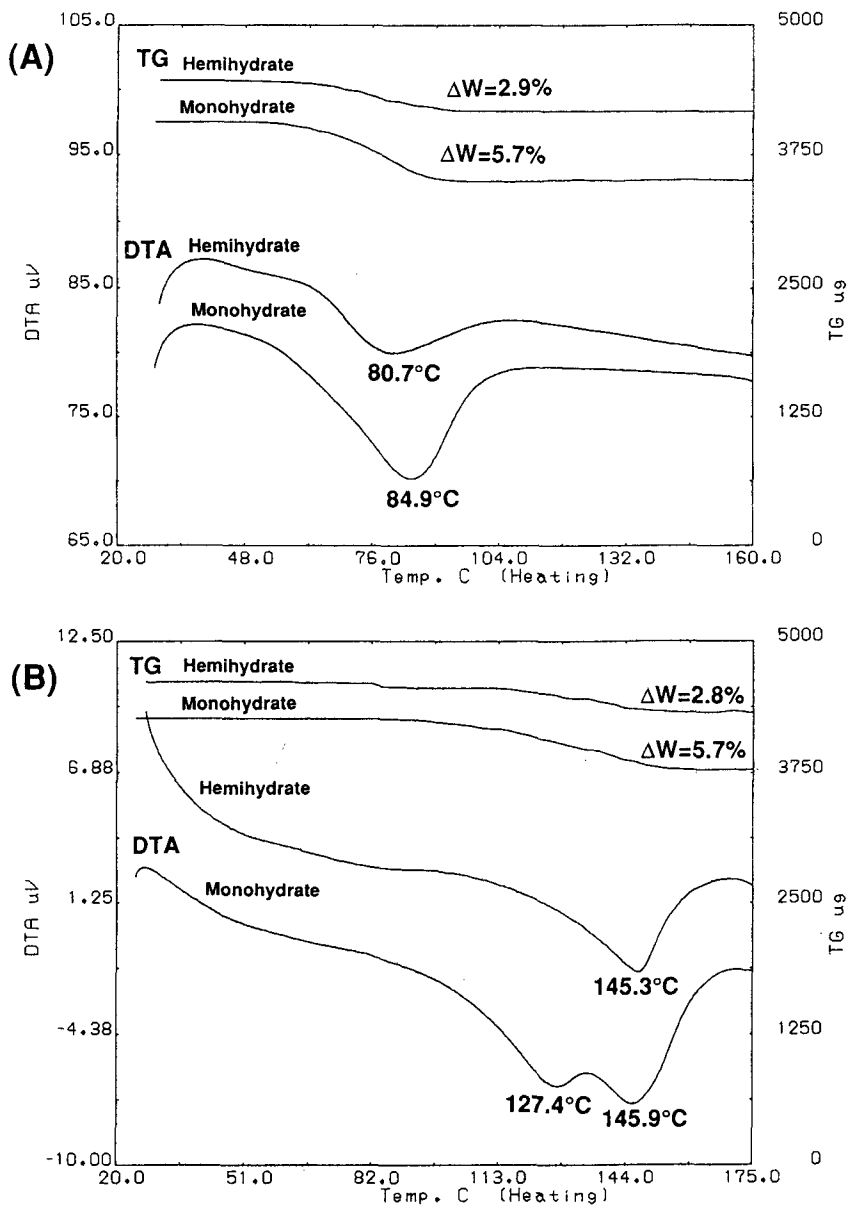 (A)
105.0
5000
TG
Hemihydrate
ΔW=2.9%
Monohydrate
95.0
3750
ΔW=5.7%
DTA
Hemihydrate
85.0
2500
Monohydrate
DTA uV
TG ug
80.7°C
75.0
1250
84.9°C
65.0
0
20.0 48.0 76.0 104.0 132.0 160.0
Temp. C (Heating)
(B)
12.50
5000
TG
Hemihydrate
ΔW=2.8%
Monohydrate
ΔW=5.7%
6.88
3750
Hemihydrate
DTA
Monohydrate
1.25
2500
DTA uV
TG ug
145.3°C
-4.38
1250
127.4°C
145.9°C
-10.00
0
20.0 51.0 82.0 113.0 144.0 175.0
Temp. C (Heating)